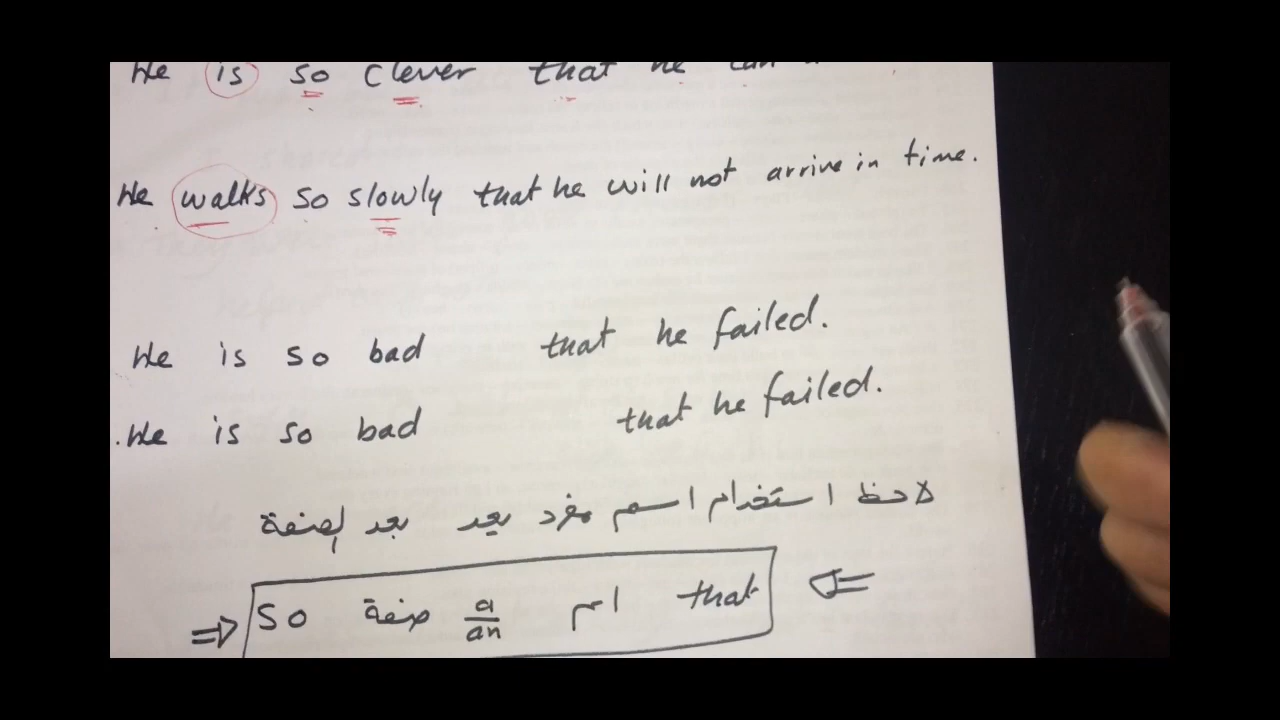 He is so clever that he can
He walks so slowly that he will not arrive in time.
He is so bad that he failed.
.He is so bad that he failed.
لاحظ استخدام اسم مفرد يعد بعد الصفة
⇒ so صفة a/an اسم that ⇐